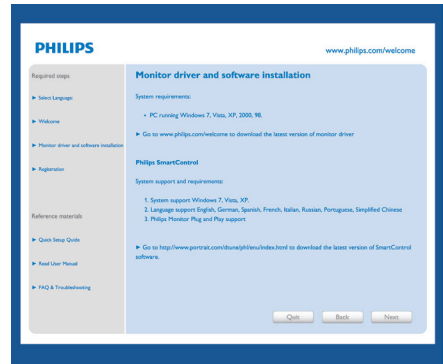 PHILIPS
www.philips.com/welcome
Required steps
► Select Language:
► Welcome
► Monitor driver and software installation
► Registration
Reference materials
► Quick Setup Guide
► Read User Manual
► FAQ & Troubleshooting
Monitor driver and software installation
System requirements:
• PC running Windows 7, Vista, XP, 2000, 98.
► Go to www.philips.com/welcome to download the latest version of monitor driver
Philips SmartControl
System support and requirements:
1. System support Windows 7, Vista, XP.
2. Language support English, German, Spanish, French, Italian, Russian, Portuguese, Simplified Chinese
3. Philips Monitor Plug and Play support
► Go to http://www.portrait.com/dtune/phl/enu/index.html to download the latest version of SmartControl
software.
Quit
Back
Next